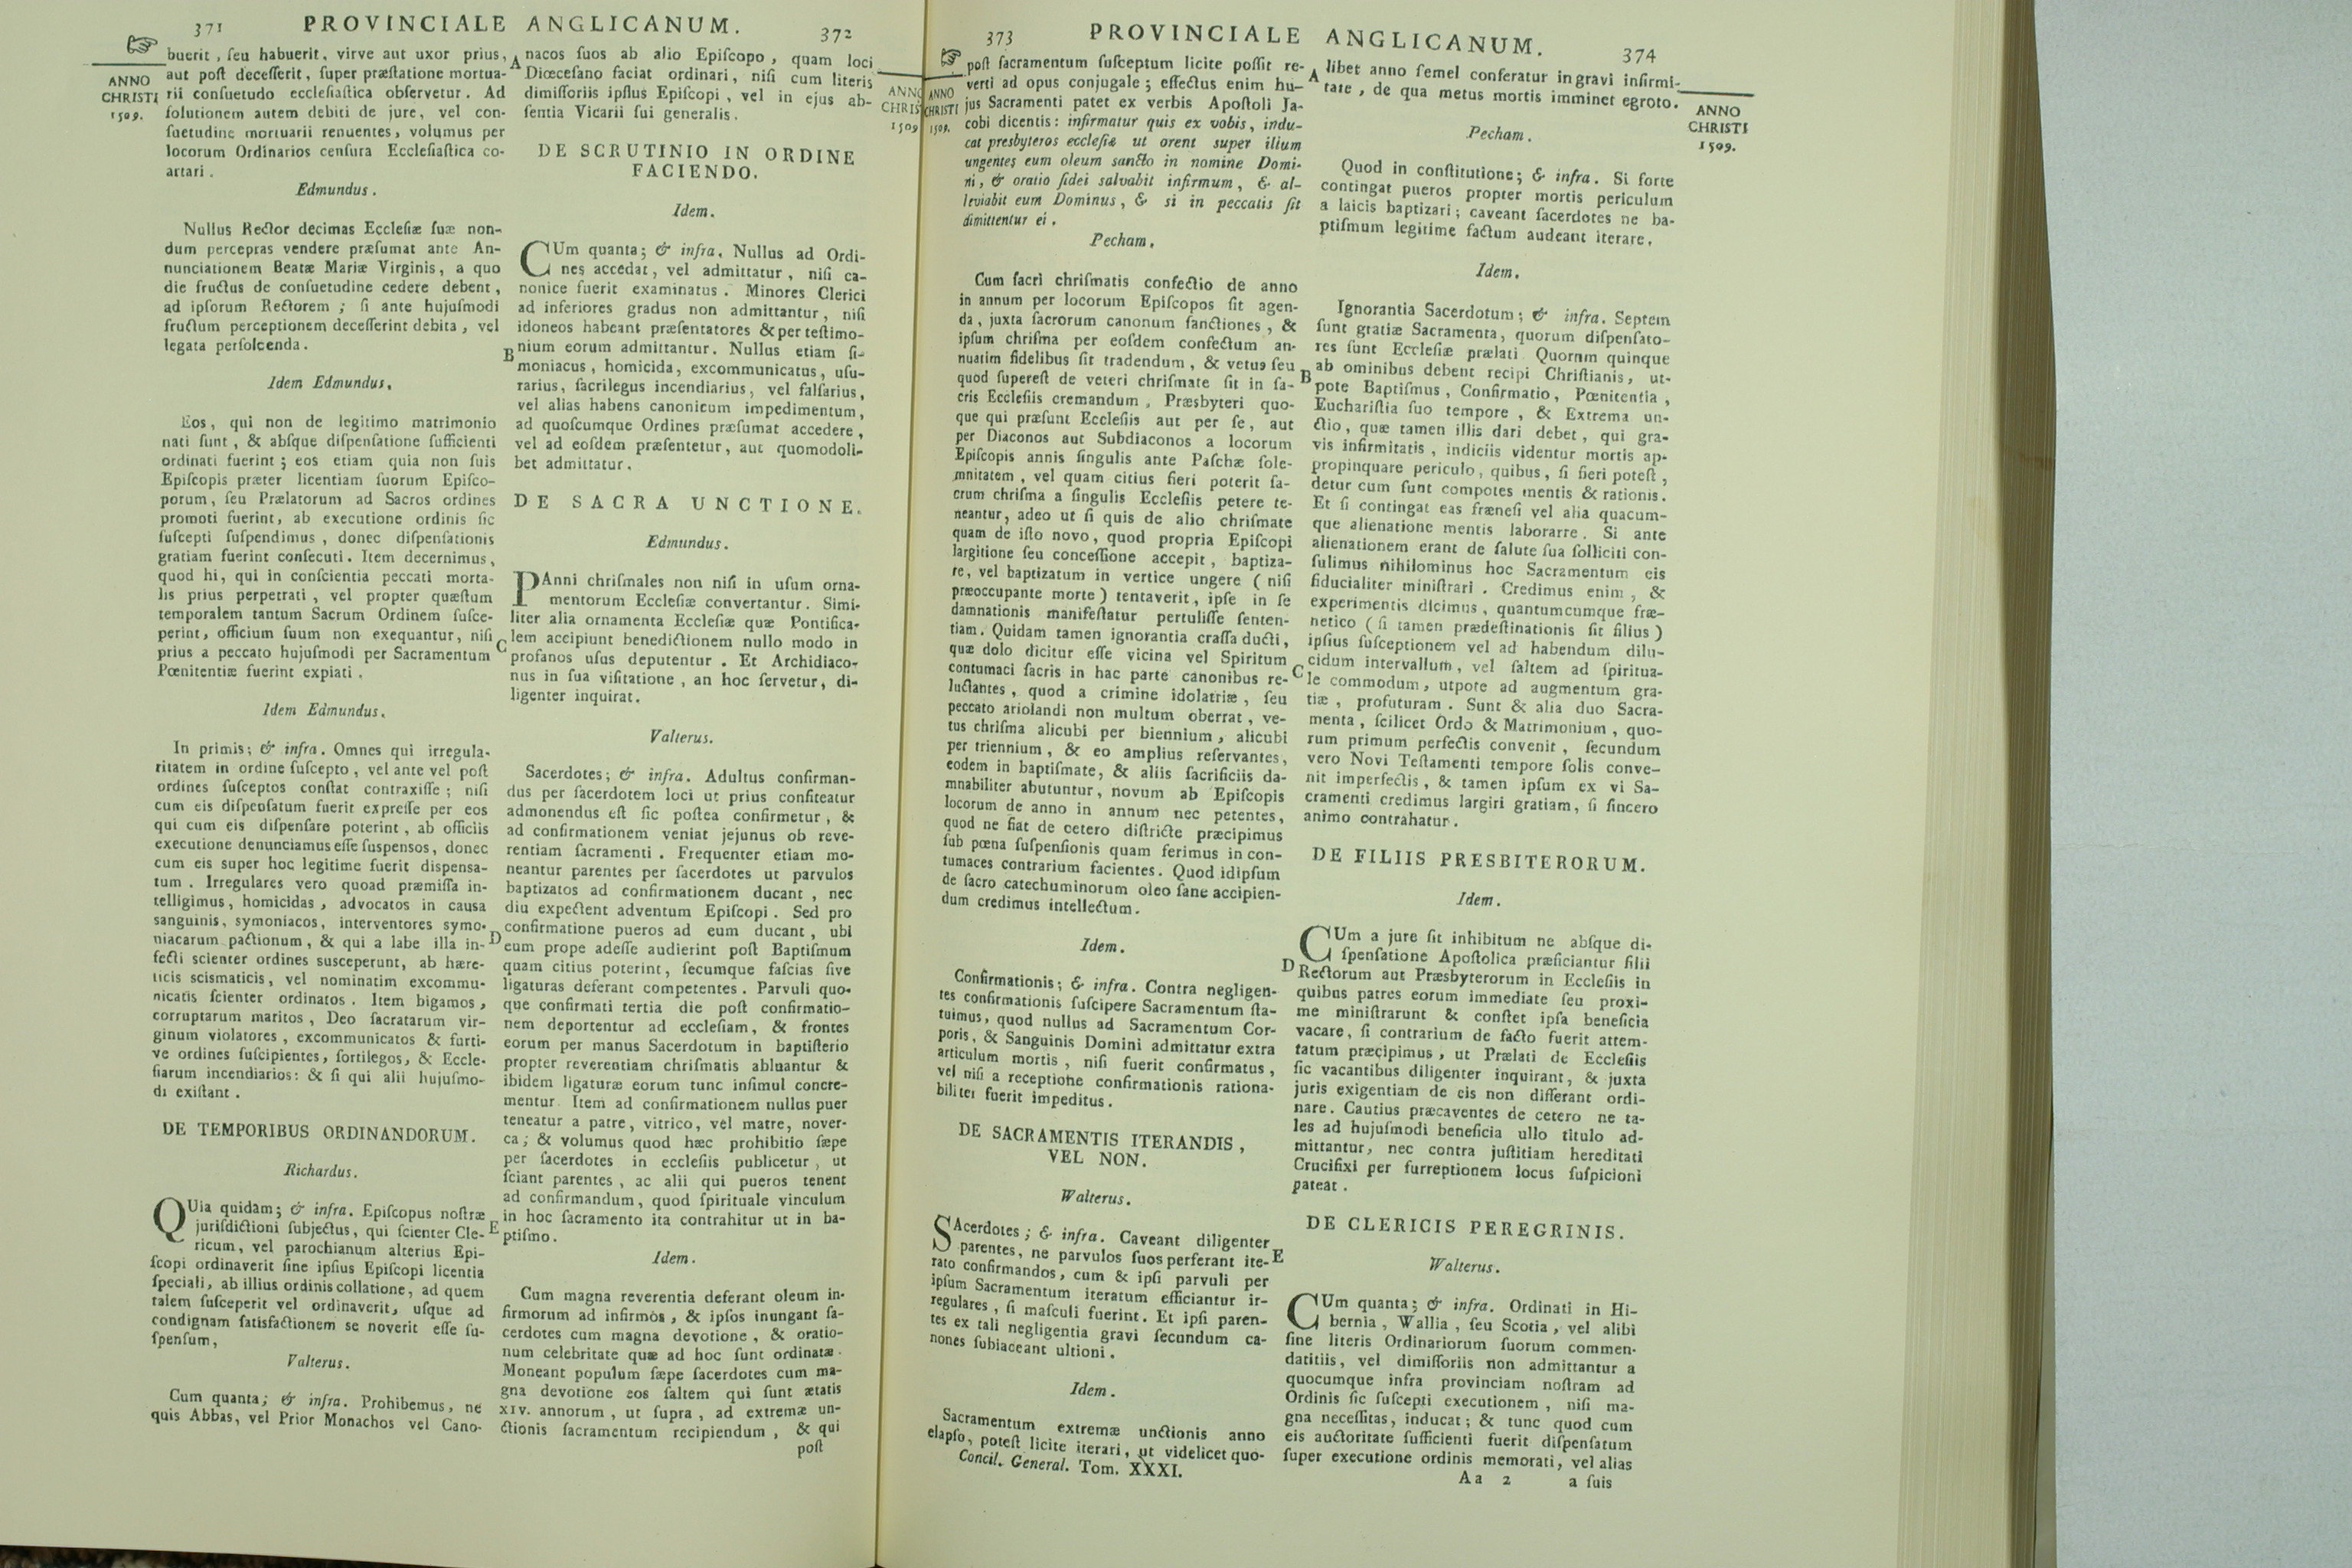 371 PROVINCIALE ANGLICANUM. 372
ANNO
CHRISTI
1509.
buerit, ſeu habuerit, virve aut uxor prius,
aut poſt deceſſerit, ſuper præſtatione mortua-
rii conſuetudo eccleſiaſtica obſervetur. Ad
ſolutionem autem debiti de jure, vel con-
ſuetudine mortuarii renuentes, volumus per
locorum Ordinarios cenſura Eccleſiaſtica co-
artari.
Edmundus.
Nullus Rector decimas Eccleſiæ ſuæ non-
dum percepras vendere præſumat ante An-
nunciationem Beatæ Mariæ Virginis, a quo
die fructus de conſuetudine cedere debent,
ad ipſorum Rectorem; ſi ante hujuſmodi
fructum perceptionem deceſſerint debita, vel
legata perſolcenda.
Idem Edmundus.
Eos, qui non de legitimo matrimonio
nati ſunt, & abſque diſpenſatione ſufficienti
ordinati fuerint; eos etiam quia non ſuis
Epiſcopis præter licentiam ſuorum Epiſco-
porum, ſeu Prælatorum ad Sacros ordines
promoti fuerint, ab executione ordinis ſic
ſuſcepti ſuſpendimus, donec diſpenſationis
gratiam fuerint conſecuti. Item decernimus,
quod hi, qui in conſcientia peccati morta-
lis prius perpetrati, vel propter quæſtum
temporalem tantum Sacrum Ordinem ſuſce-
perint, officium ſuum non exequantur, niſi
prius a peccato hujuſmodi per Sacramentum
Pœnitentiæ fuerint expiati.
Idem Edmundus.
In primis; & infra. Omnes qui irregula-
ritatem in ordine ſuſcepto, vel ante vel poſt
ordines ſuſceptos conſtat contraxiſſe; niſi
cum eis diſpenſatum fuerit expreſſe per eos
qui cum eis diſpenſare poterint, ab officiis
executione denunciamus eſſe ſuspenſos, donec
cum eis super hoc legitime fuerit dispensa-
tum. Irregulares vero quoad præmiſſa in-
telligimus, homicidas, advocatos in causa
sanguinis, symoniacos, interventores symo-
niacarum pactionum, & qui a labe illa in-
fecti scienter ordines susceperunt, ab hære-
ticis scismaticis, vel nominatim excommu-
nicatis ſcienter ordinatos. Item bigamos,
corruptarum maritos, Deo ſacratarum vir-
ginum violatores, excommunicatos & furti-
ve ordines ſuſcipientes, ſortilegos, & Eccle-
ſiarum incendiarios: & ſi qui alii hujuſmo-
di exiſtant.
DE TEMPORIBUS ORDINANDORUM.
Richardus.
QUia quidam; & infra. Epiſcopus noſtræ
juriſdictioni ſubjectus, qui ſcienter Cle-
ricum, vel parochianum alterius Epi-
ſcopi ordinaverit ſine ipſius Epiſcopi licentia
ſpeciali, ab illius ordinis collatione, ad quem
talem ſuſceperit vel ordinaverit, uſque ad
condignam ſatisfactionem se noverit eſſe ſu-
ſpenſum,
Valterus.
Cum quanta; & infra. Prohibemus, ne
quis Abbas, vel Prior Monachos vel Cano-
A
B
C
D
E
nacos ſuos ab alio Epiſcopo, quam loci
Diœceſano faciat ordinari, niſi cum literis
dimiſſoriis ipſius Epiſcopi, vel in ejus ab-
ſentia Vicarii ſui generalis.
DE SCRUTINIO IN ORDINE
FACIENDO.
Idem.
CUm quanta; & infra. Nullus ad Ordi-
nes accedat, vel admittatur, niſi ca-
nonice fuerit examinatus. Minores Clerici
ad inferiores gradus non admittantur, niſi
idoneos habeant præſentatores & per teſtimo-
nium eorum admittantur. Nullus etiam ſi-
moniacus, homicida, excommunicatus, uſu-
rarius, ſacrilegus incendiarius, vel falſarius,
vel alias habens canonicum impedimentum,
ad quoſcumque Ordines præſumat accedere,
vel ad eoſdem præſentetur, aut quomodoli-
bet admittatur.
DE SACRA UNCTIONE.
Edmundus.
PAnni chriſmales non niſi in uſum orna-
mentorum Eccleſiæ convertantur. Simi-
liter alia ornamenta Eccleſiæ quæ Pontifica-
lem accipiunt benedictionem nullo modo in
profanos uſus deputentur. Et Archidiaco-
nus in ſua viſitatione, an hoc ſervetur, di-
ligenter inquirat.
Valterus.
Sacerdotes; & infra. Adultus confirman-
dus per ſacerdotem loci ut prius confiteatur
admonendus eſt ſic poſtea confirmetur, &
ad confirmationem veniat jejunus ob reve-
rentiam ſacramenti. Frequenter etiam mo-
neantur parentes per ſacerdotes ut parvulos
baptizatos ad confirmationem ducant, nec
diu expectent adventum Epiſcopi. Sed pro
confirmatione pueros ad eum ducant, ubi
eum prope adeſſe audierint poſt Baptiſmum
quam citius poterint, ſecumque faſcias ſive
ligaturas deferant competentes. Parvuli quo-
que confirmati tertia die poſt confirmatio-
nem deportentur ad eccleſiam, & frontes
eorum per manus Sacerdotum in baptiſterio
propter reverentiam chriſmatis abluantur &
ibidem ligaturæ eorum tunc inſimul concre-
mentur. Item ad confirmationem nullus puer
teneatur a patre, vitrico, vel matre, nover-
ca; & volumus quod hæc prohibitio ſæpe
per ſacerdotes in eccleſiis publicetur, ut
ſciant parentes, ac alii qui pueros tenent
ad confirmandum, quod ſpirituale vinculum
in hoc ſacramento ita contrahitur ut in ba-
ptiſmo.
Idem.
Cum magna reverentia deferant oleum in-
firmorum ad infirmos, & ipſos inungant ſa-
cerdotes cum magna devotione, & oratio-
num celebritate quæ ad hoc ſunt ordinatæ.
Moneant populum ſæpe ſacerdotes cum ma-
gna devotione eos ſaltem qui ſunt ætatis
XIV. annorum, ut ſupra, ad extremæ un-
ctionis ſacramentum recipiendum, & qui
poſt
373 PROVINCIALE ANGLICANUM. 374
ANNO
CHRISTI
1509.
poſt ſacramentum ſuſceptum licite poſſit re-
verti ad opus conjugale; effectus enim hu-
jus Sacramenti patet ex verbis Apoſtoli Ja-
cobi dicentis: infirmatur quis ex vobis, indu-
cat presbyteros eccleſiæ ut orent super illum
ungentes eum oleum sancto in nomine Domi-
ni, & oratio fidei salvabit infirmum, & al-
leviabit eum Dominus, & si in peccatis ſit
dimittentur ei.
Pecham.
Cum ſacri chriſmatis confectio de anno
in annum per locorum Epiſcopos ſit agen-
da, juxta ſacrorum canonum ſanctiones, &
ipſum chriſma per eoſdem confectum an-
nuatim fidelibus ſit tradendum, & vetus ſeu
quod ſupereſt de veteri chriſmate ſit in ſa-
cris Eccleſiis cremandum. Præsbyteri quo-
que qui præſunt Eccleſiis aut per ſe, aut
per Diaconos aut Subdiaconos a locorum
Epiſcopis annis ſingulis ante Paſchæ ſole-
mnitatem, vel quam citius fieri poterit ſa-
crum chriſma a ſingulis Eccleſiis petere te-
neantur, adeo ut ſi quis de alio chriſmate
quam de iſto novo, quod propria Epiſcopi
largitione ſeu conceſſione accepit, baptiza-
re, vel baptizatum in vertice ungere (niſi
præoccupante morte) tentaverit, ipſe in ſe
damnationis manifeſtatur pertuliſſe ſenten-
tiam. Quidam tamen ignorantia craſſa ducti,
quæ dolo dicitur eſſe vicina vel Spiritum
contumaci ſacris in hac parte canonibus re-
luctantes, quod a crimine idolatriæ, ſeu
peccato ariolandi non multum oberrat, ve-
tus chriſma alicubi per biennium, alicubi
per triennium, & eo amplius reſervantes,
eodem in baptiſmate, & aliis ſacrificiis da-
mnabiliter abutuntur, novum ab Epiſcopis
locorum de anno in annum nec petentes,
quod ne fiat de cetero diſtricte præcipimus
ſub pœna ſuſpenſionis quam ferimus in con-
tumaces contrarium facientes. Quod idipſum
de ſacro catechuminorum oleo ſane accipien-
dum credimus intellectum.
Idem.
Confirmationis; & infra. Contra negligen-
tes confirmationis ſuſcipere Sacramentum ſta-
tuimus, quod nullus ad Sacramentum Cor-
poris, & Sanguinis Domini admittatur extra
articulum mortis, niſi fuerit confirmatus,
vel niſi a receptione confirmationis rationa-
biliter fuerit impeditus.
DE SACRAMENTIS ITERANDIS,
VEL NON.
Walterus.
SAcerdotes; & infra. Caveant diligenter
parentes, ne parvulos ſuos perferant ite-
rato confirmandos, cum & ipſi parvuli per
ipſum Sacramentum iteratum efficiantur ir-
regulares, ſi maſculi fuerint. Et ipſi paren-
tes ex tali negligentia gravi ſecundum ca-
nones ſubiaceant ultioni.
Idem.
Sacramentum extremæ unctionis anno
elapſo, poteſt licite iterari, ut videlicet quo-
Concil. General. Tom. XXXI.
A
B
C
D
E
libet anno ſemel conferatur in gravi infirmi-
tate, de qua metus mortis imminet egroto.
Pecham.
Quod in conſtitutione; & infra. Si forte
contingat pueros propter mortis periculum
a laicis baptizari; caveant ſacerdotes ne ba-
ptiſmum legitime factum audeant iterare.
Idem.
Ignorantia Sacerdotum; & infra. Septem
ſunt gratiæ Sacramenta, quorum diſpenſato-
res ſunt Eccleſiæ prælati Quornm quinque
ab ominibus debent recipi Chriſtianis, ut-
pote Baptiſmus, Confirmatio, Pœnitentia,
Euchariſtia ſuo tempore, & Extrema un-
ctio, quæ tamen illis dari debet, qui gra-
vis infirmitatis, indiciis videntur mortis ap-
propinquare periculo, quibus, ſi fieri poteſt,
detur cum ſunt compotes mentis & rationis.
Et ſi contingat eas fræneſi vel alia quacum-
que alienatione mentis laborarre. Si ante
alienationem erant de ſalute ſua ſolliciti con-
ſulimus nihilominus hoc Sacramentum eis
fiducialiter miniſtrari. Credimus enim, &
experimentis dicimus, quantumcumque fræ-
netico (ſi tamen prædeſtinationis ſit filius)
ipſius ſuſceptionem vel ad habendum dilu-
cidum intervallum, vel ſaltem ad ſpiritua-
le commodum, utpote ad augmentum gra-
tiæ, profuturam. Sunt & alia duo Sacra-
menta, ſcilicet Ordo & Matrimonium, quo-
rum primum perfectis convenit, ſecundum
vero Novi Teſtamenti tempore ſolis conve-
nit imperfectis, & tamen ipſum ex vi Sa-
cramenti credimus largiri gratiam, ſi ſincero
animo contrahatur.
DE FILIIS PRESBITERORUM.
Idem.
CUm a jure ſit inhibitum ne abſque di-
ſpenſatione Apoſtolica præficiantur filii
Rectorum aut Præsbyterorum in Eccleſiis in
quibus patres eorum immediate ſeu proxi-
me miniſtrarunt & conſtet ipſa beneficia
vacare, ſi contrarium de facto fuerit attem-
tatum præcipimus, ut Prælati de Eccleſiis
ſic vacantibus diligenter inquirant, & juxta
juris exigentiam de eis non differant ordi-
nare. Cautius præcaventes de cetero ne ta-
les ad hujuſmodi beneficia ullo titulo ad-
mittantur, nec contra juſtitiam hereditati
Crucifixi per ſurreptionem locus ſuſpicioni
pateat.
DE CLERICIS PEREGRINIS.
Walterus.
CUm quanta; & infra. Ordinati in Hi-
bernia, Wallia, ſeu Scotia, vel alibi
ſine literis Ordinariorum ſuorum commen-
datitiis, vel dimiſſoriis non admittantur a
quocumque infra provinciam noſtram ad
Ordinis ſic ſuſcepti executionem, niſi ma-
gna neceſſitas, inducat; & tunc quod cum
eis auctoritate ſufficienti fuerit diſpenſatum
ſuper executione ordinis memorati, vel alias
Aa 2 a ſuis
ANNO
CHRISTI
1509.